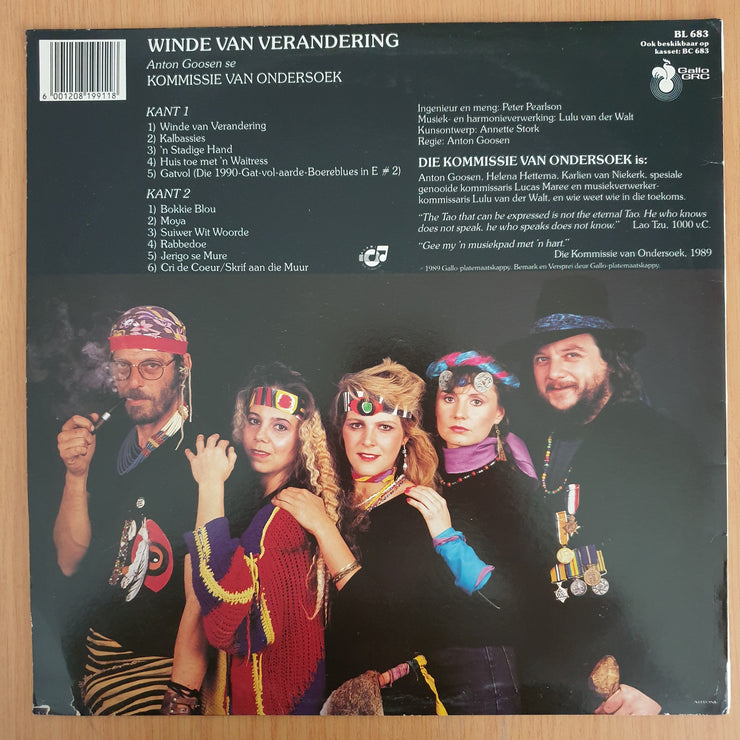 WINDE VAN VERANDERING
Anton Goosen se
KOMMISSIE VAN ONDERSOEK
6 001208 199118
BL 683
Ook beskikbaar op
kasset: BC 683
Gallo
GRC
KANT 1
1) Winde van Verandering
2) Kalbassies
3) 'n Stadige Hand
4) Huis toe met 'n Waitress
5) Gatvol (Die 1990-Gat-vol-aarde-Boereblues in E # 2)
KANT 2
1) Bokkie Blou
2) Moya
3) Suiwer Wit Woorde
4) Rabbedoe
5) Jerigo se Mure
6) Cri de Coeur/Skrif aan die Muur
Ingenieur en meng: Peter Pearlson
Musiek- en harmonieverwerking: Lulu van der Walt
Kunsontwerp: Annette Stork
Regie: Anton Goosen
DIE KOMMISSIE VAN ONDERSOEK is:
Anton Goosen, Helena Hettema, Karlien van Niekerk, spesiale
genooide kommissaris Lucas Maree en musiekverwerker-
kommissaris Lulu van der Walt, en wie weet wie in die toekoms.
"The Tao that can be expressed is not the eternal Tao. He who knows
does not speak, he who speaks does not know." Lao Tzu, 1000 v.C.
"Gee my 'n musiekpad met 'n hart."
Die Kommissie van Ondersoek, 1989
1989 Gallo-platemaatskappy. Bemark en Versprei deur Gallo-platemaatskappy.